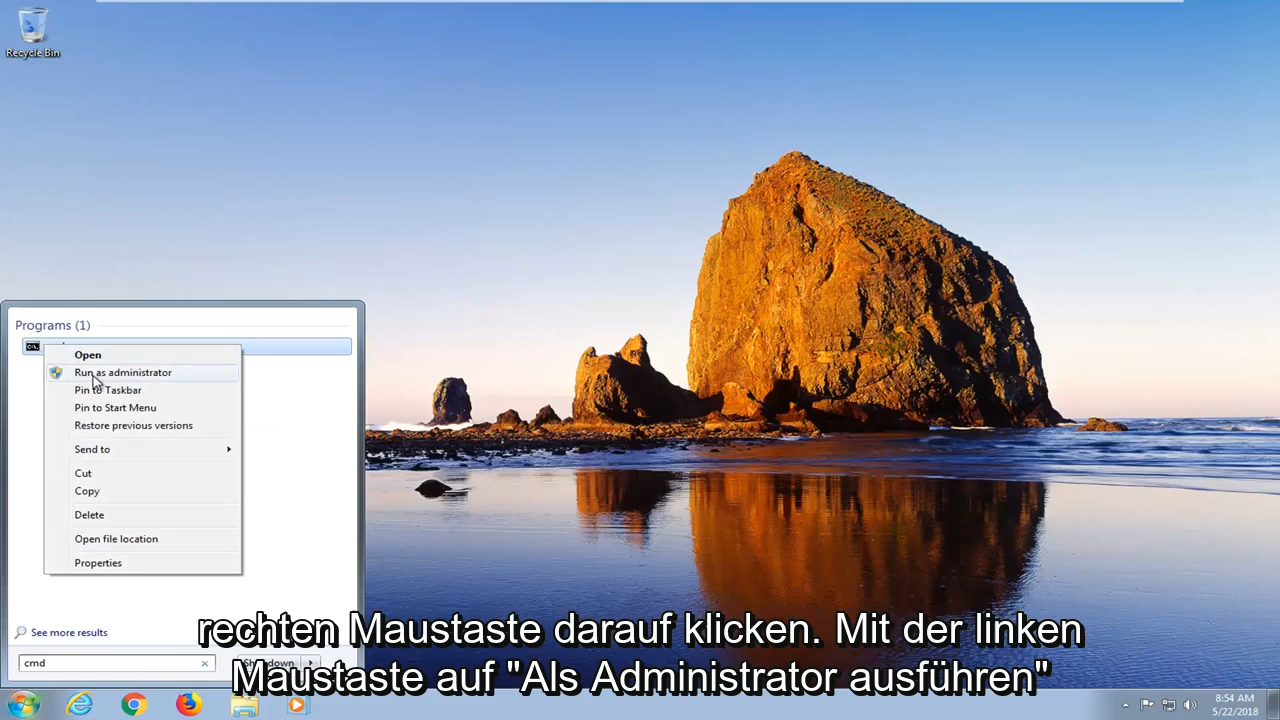 Recycle Bin
Programs (1)
Open
Run as administrator
Pin to Taskbar
Pin to Start Menu
Restore previous versions
Send to
Cut
Copy
Delete
Open file location
Properties
See more results
cmd
Shut down
rechten Maustaste darauf klicken. Mit der linken
Maustaste auf "Als Administrator ausführen"
8:54 AM
5/22/2018